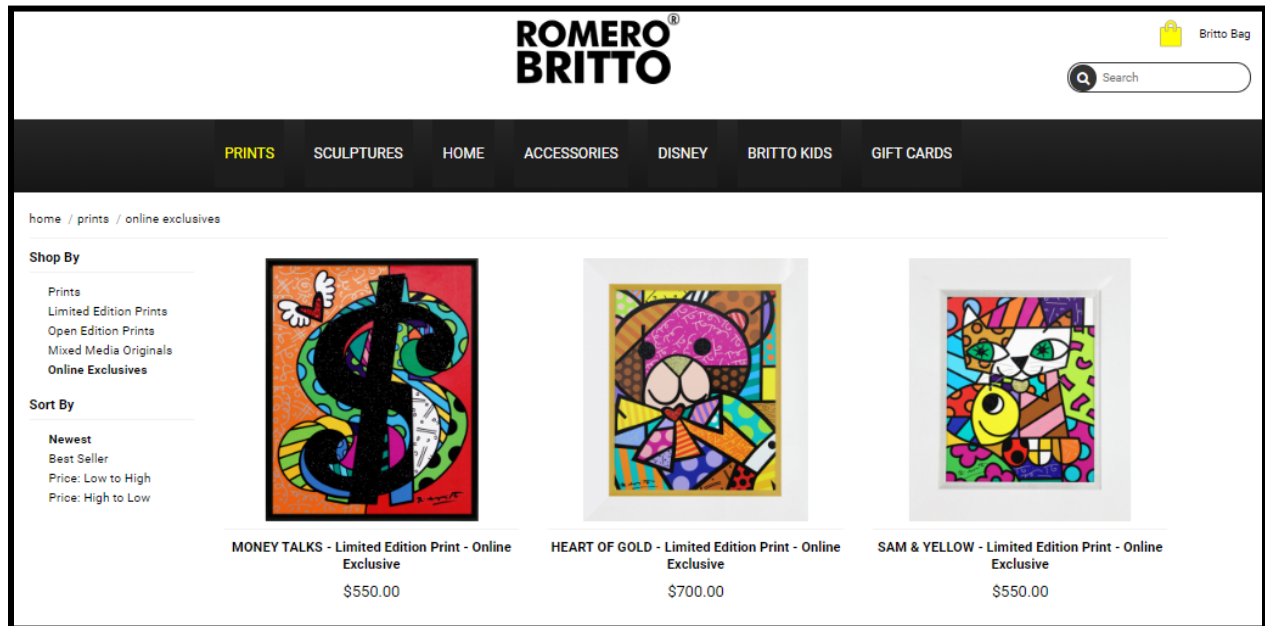 ROMERO®
BRITTO
Britto Bag
Search
PRINTS SCULPTURES HOME ACCESSORIES DISNEY BRITTO KIDS GIFT CARDS
home / prints / online exclusives
Shop By
Prints
Limited Edition Prints
Open Edition Prints
Mixed Media Originals
Online Exclusives
Sort By
Newest
Best Seller
Price: Low to High
Price: High to Low
MONEY TALKS - Limited Edition Print - Online
Exclusive
$550.00
HEART OF GOLD - Limited Edition Print - Online
Exclusive
$700.00
SAM & YELLOW - Limited Edition Print - Online
Exclusive
$550.00